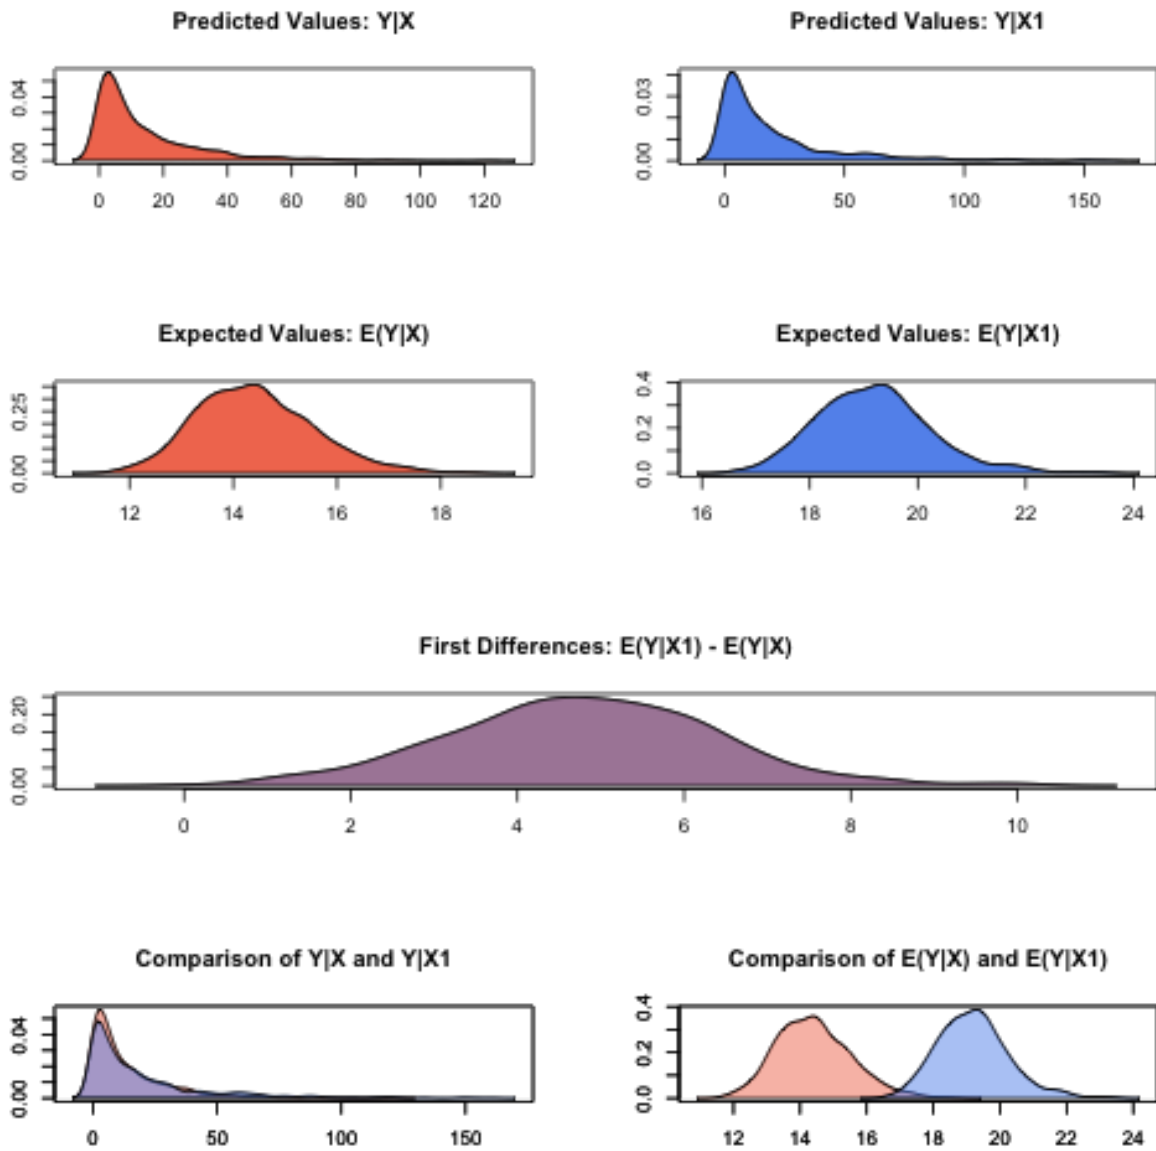 Predicted Values: Y|X
0.00 0.04
0 20 40 60 80 100 120
Predicted Values: Y|X1
0.00 0.03
0 50 100 150
Expected Values: E(Y|X)
0.00 0.25
12 14 16 18
Expected Values: E(Y|X1)
0.0 0.2 0.4
16 18 20 22 24
First Differences: E(Y|X1) - E(Y|X)
0.00 0.20
0 2 4 6 8 10
Comparison of Y|X and Y|X1
0.00 0.04
0 50 100 150
Comparison of E(Y|X) and E(Y|X1)
0.0 0.2 0.4
12 14 16 18 20 22 24